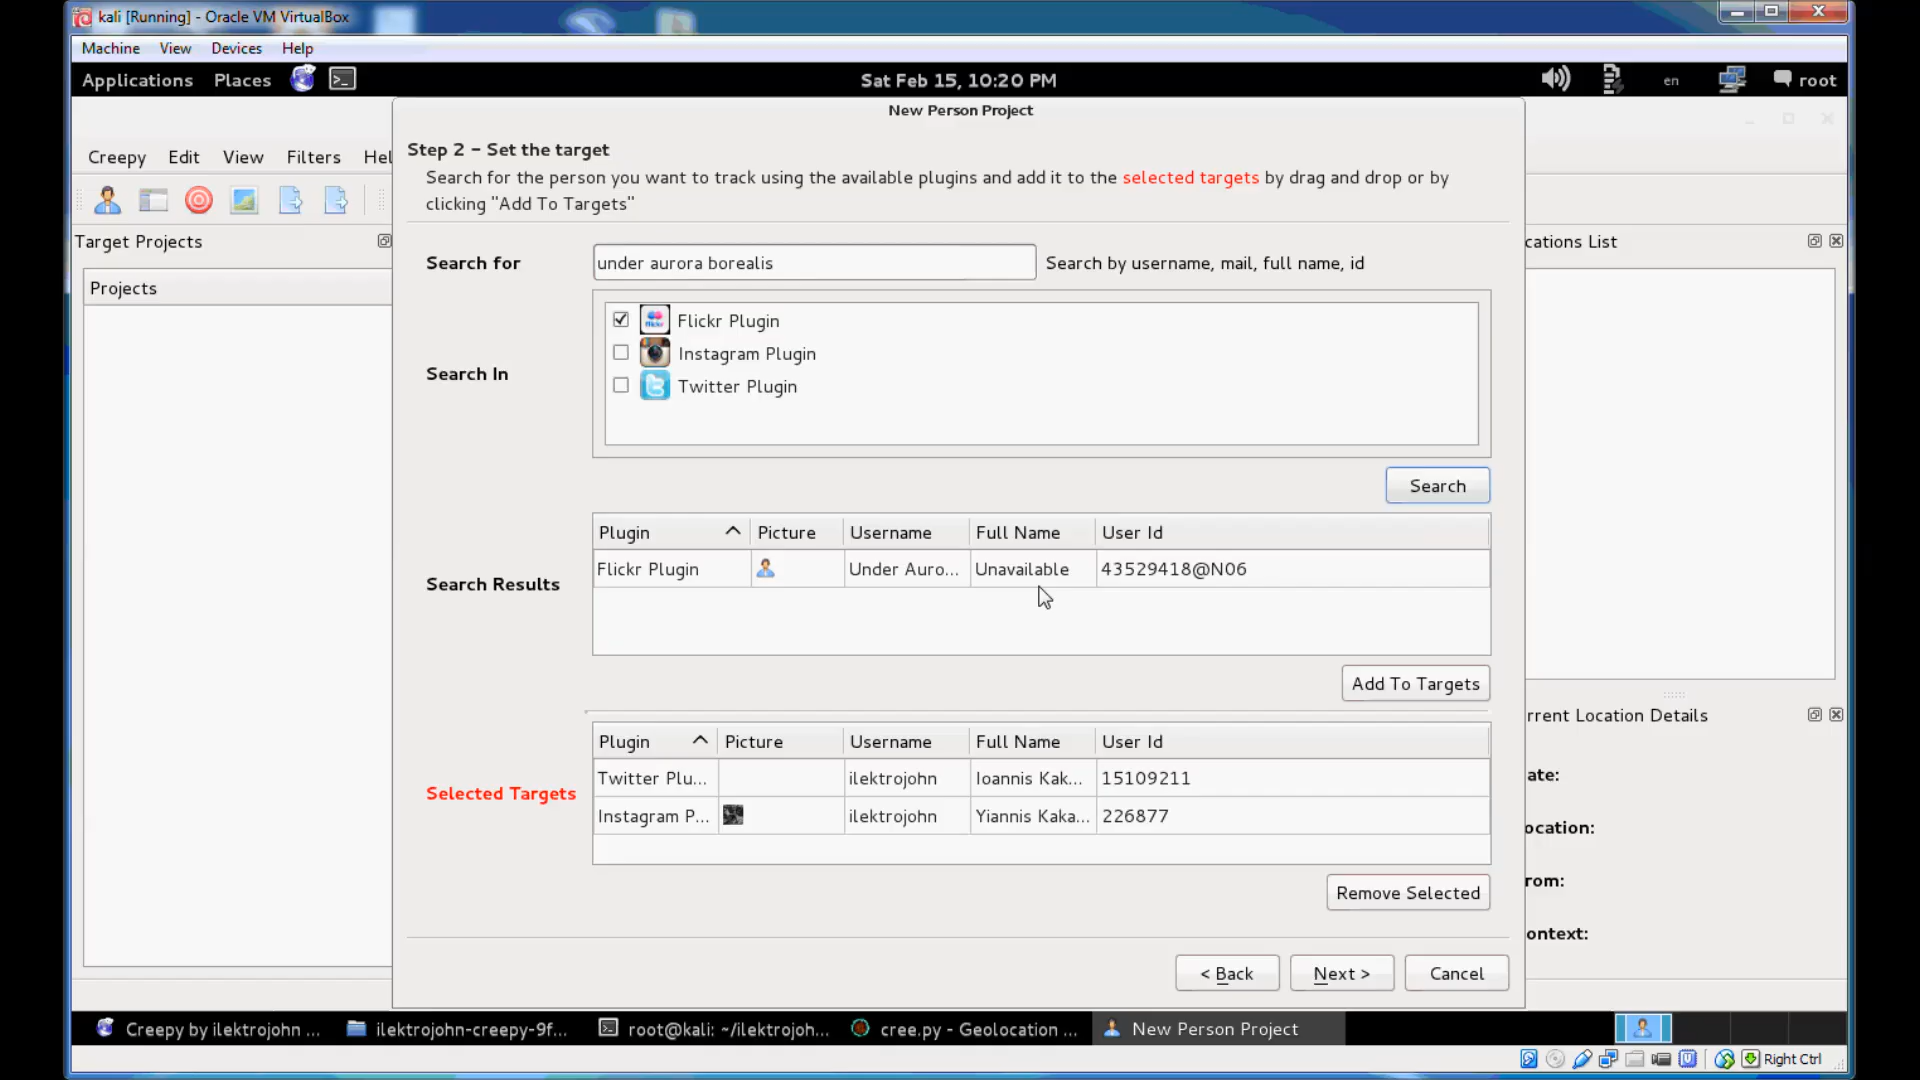 kali [Running] - Oracle VM VirtualBox
Machine View Devices Help
Applications Places Sat Feb 15, 10:20 PM en root
New Person Project
Creepy Edit View Filters Hel
Step 2 - Set the target
Search for the person you want to track using the available plugins and add it to the selected targets by drag and drop or by
clicking "Add To Targets"
Target Projects
cations List
Projects
Search for under aurora borealis Search by username, mail, full name, id
Search In
flickr Flickr Plugin
Instagram Plugin
Twitter Plugin
Search
Search Results
Plugin Picture Username Full Name User Id
Flickr Plugin Under Auro... Unavailable 43529418@N06
Add To Targets
rrent Location Details
Selected Targets
Plugin Picture Username Full Name User Id
Twitter Plu... ilektrojohn Ioannis Kak... 15109211
Instagram P... ilektrojohn Yiannis Kaka... 226877
ate:
ocation:
rom:
ontext:
Remove Selected
< Back Next > Cancel
Creepy by ilektrojohn ... ilektrojohn-creepy-9f... root@kali: ~/ilektrojoh... cree.py - Geolocation ... New Person Project
Right Ctrl